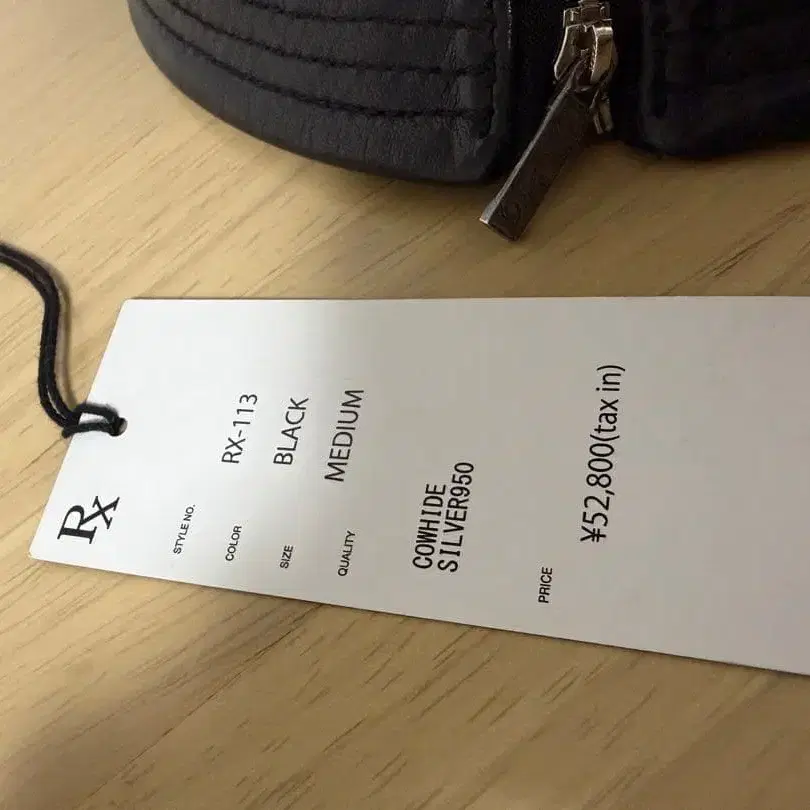 Rx
STYLE NO. RX-113
COLOR BLACK
SIZE MEDIUM
QUALITY
COWHIDE
SILVER950
PRICE ¥52,800(tax in)